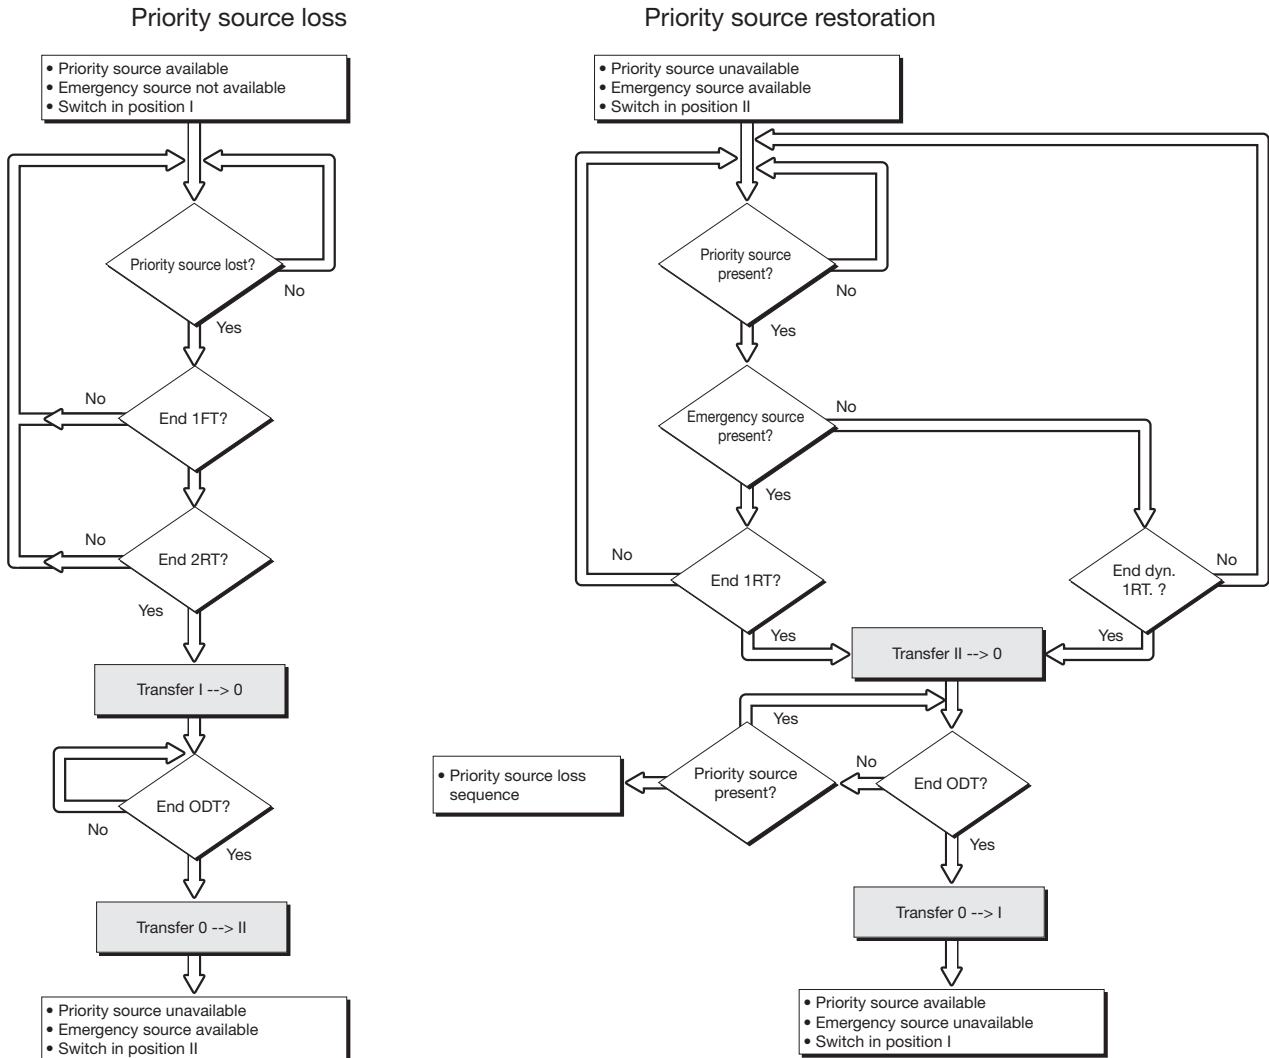 Priority source loss
• Priority source available
• Emergency source not available
• Switch in position I
Priority source lost?
No
Yes
No
End 1FT?
No
End 2RT?
Yes
Transfer I --> 0
End ODT?
No
Yes
Transfer 0 --> II
• Priority source unavailable
• Emergency source available
• Switch in position II
Priority source restoration
• Priority source unavailable
• Emergency source available
• Switch in position II
Priority source
present?
No
Yes
Emergency source
present?
No
Yes
No
End 1RT?
Yes
End dyn.
1RT. ?
No
Yes
Transfer II --> 0
Yes
• Priority source loss
sequence
Priority source
present?
No
End ODT?
Yes
Transfer 0 --> I
• Priority source available
• Emergency source unavailable
• Switch in position I